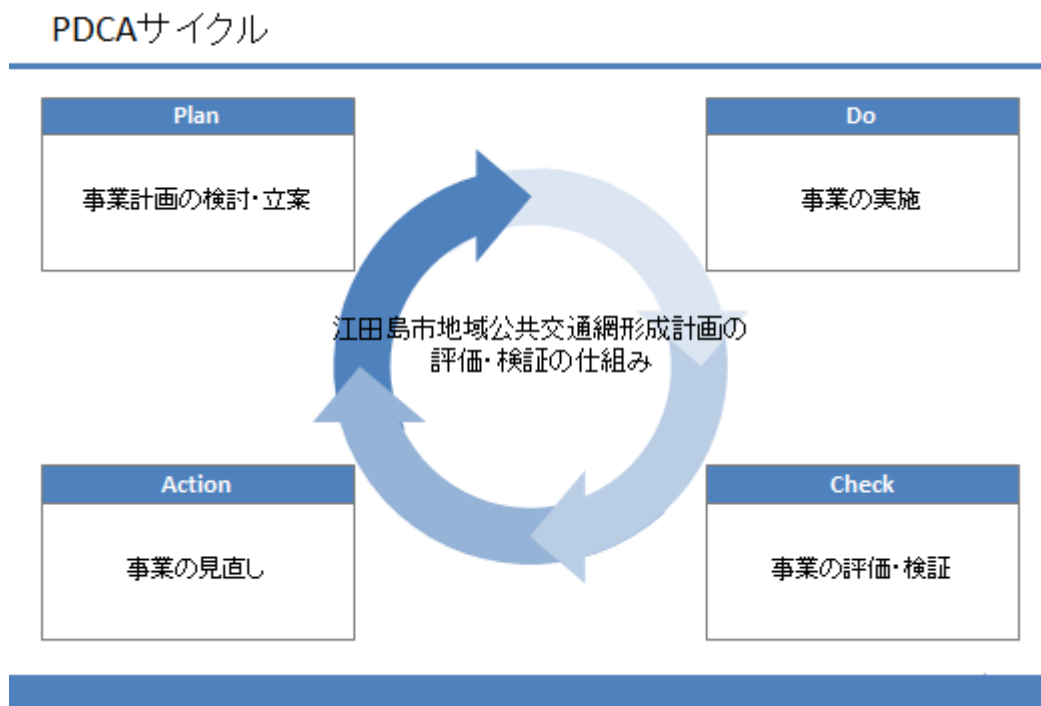 PDCAサイクル
Plan
事業計画の検討・立案
Do
事業の実施
江田島市地域公共交通網形成計画の
評価・検証の仕組み
Action
事業の見直し
Check
事業の評価・検証